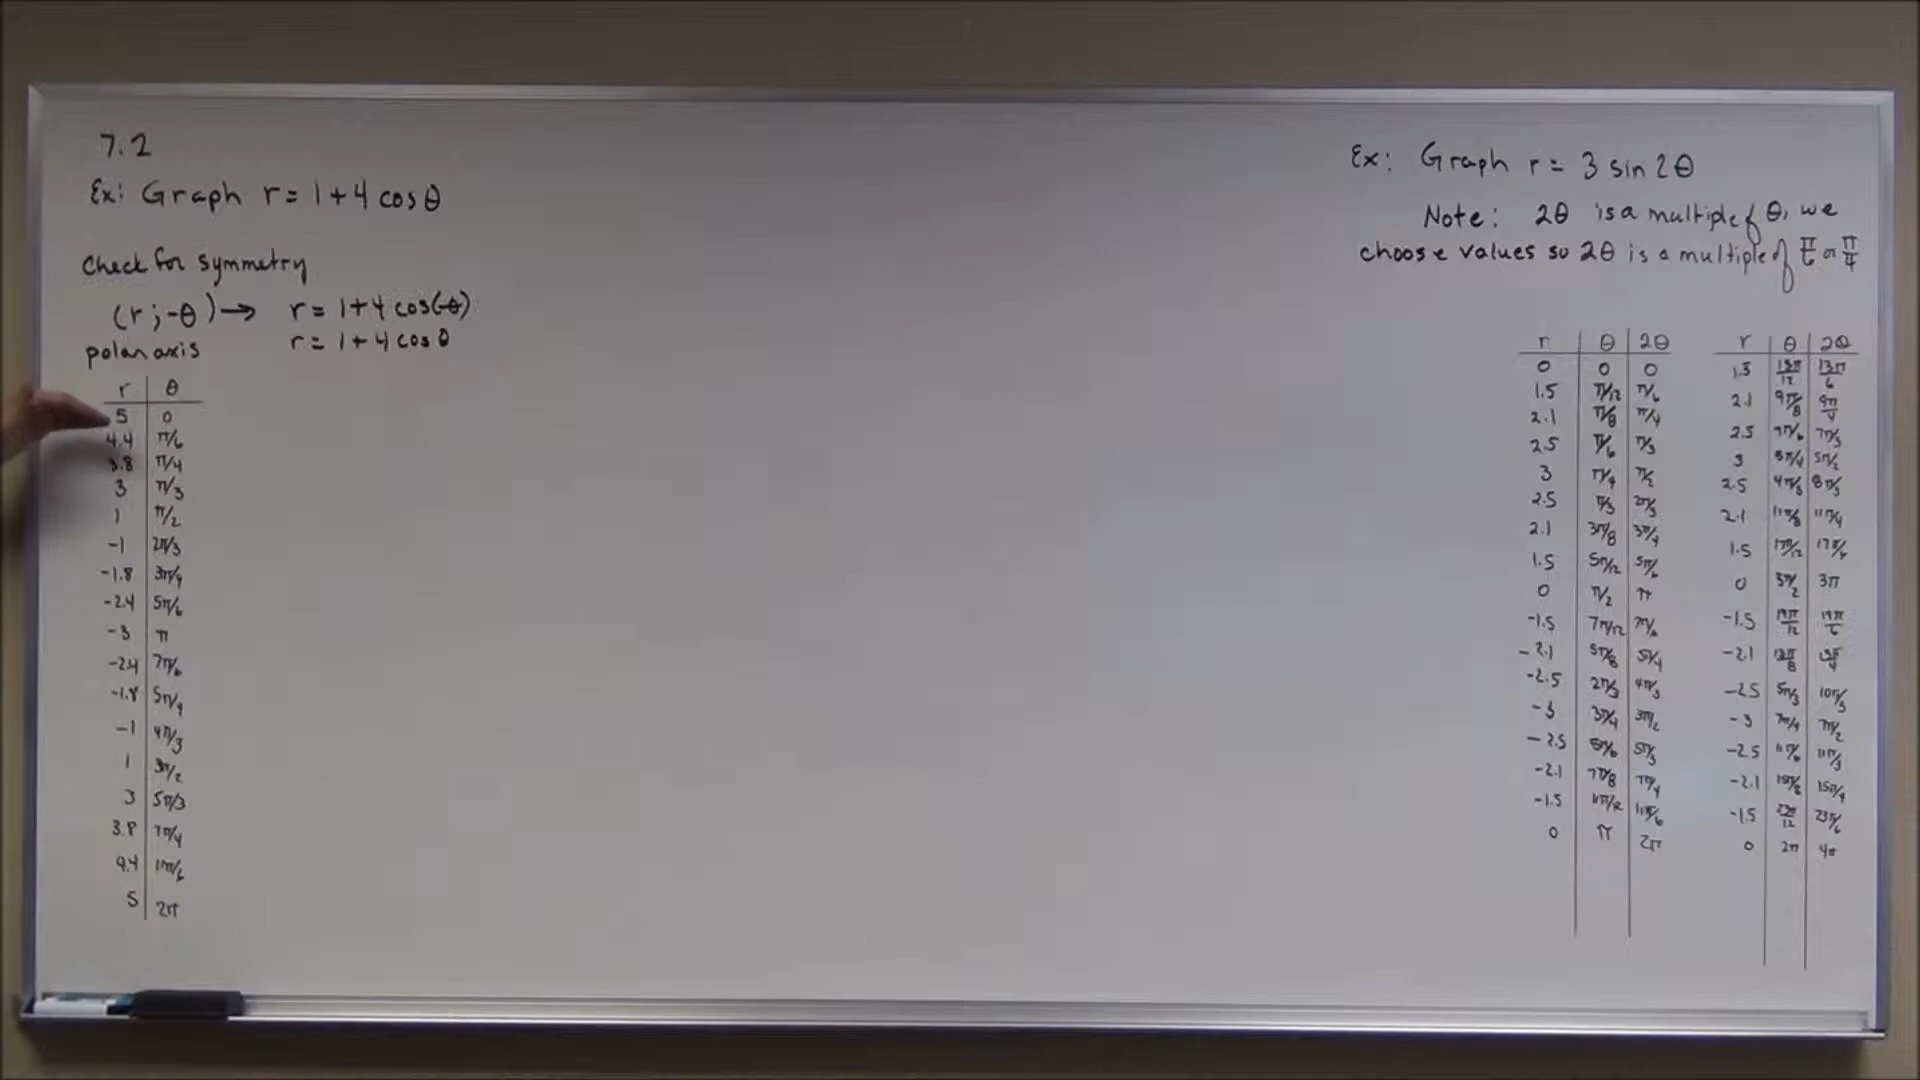 7.2
Ex: Graph r = 1 + 4 cos θ
Check for symmetry
(r; -θ) → r = 1 + 4 cos(-θ)
polar axis r = 1 + 4 cos θ
r θ
5 0
4.4 π/6
3.8 π/4
3 π/3
1 π/2
-1 2π/3
-1.8 3π/4
-2.4 5π/6
-3 π
-2.4 7π/6
-1.8 5π/4
-1 4π/3
1 3π/2
3 5π/3
3.8 7π/4
4.4 11π/6
5 2π
Ex: Graph r = 3 sin 2θ
Note: 2θ is a multiple of θ, we
choose values so 2θ is a multiple of π/6 or π/4
r θ 2θ
0 0 0
1.5 π/12 π/6
2.1 π/8 π/4
2.5 π/6 π/3
3 π/4 π/2
2.5 π/3 2π/3
2.1 3π/8 3π/4
1.5 5π/12 5π/6
0 π/2 π
-1.5 7π/12 7π/6
-2.1 5π/8 5π/4
-2.5 2π/3 4π/3
-3 3π/4 3π/2
-2.5 5π/6 5π/3
-2.1 7π/8 7π/4
-1.5 11π/12 11π/6
0 π 2π
r θ 2θ
1.5 13π/12 13π/6
2.1 9π/8 9π/4
2.5 7π/6 7π/3
3 5π/4 5π/2
2.5 4π/3 8π/3
2.1 11π/8 11π/4
1.5 17π/12
0 3π/2 3π
-1.5 19π/12 19π/6
-2.1 13π/8 13π/4
-2.5 5π/3 10π/3
-3 7π/4 7π/2
-2.5 11π/6 11π/3
-2.1 15π/8 15π/4
-1.5 23π/12 23π/6
0 2π 4π